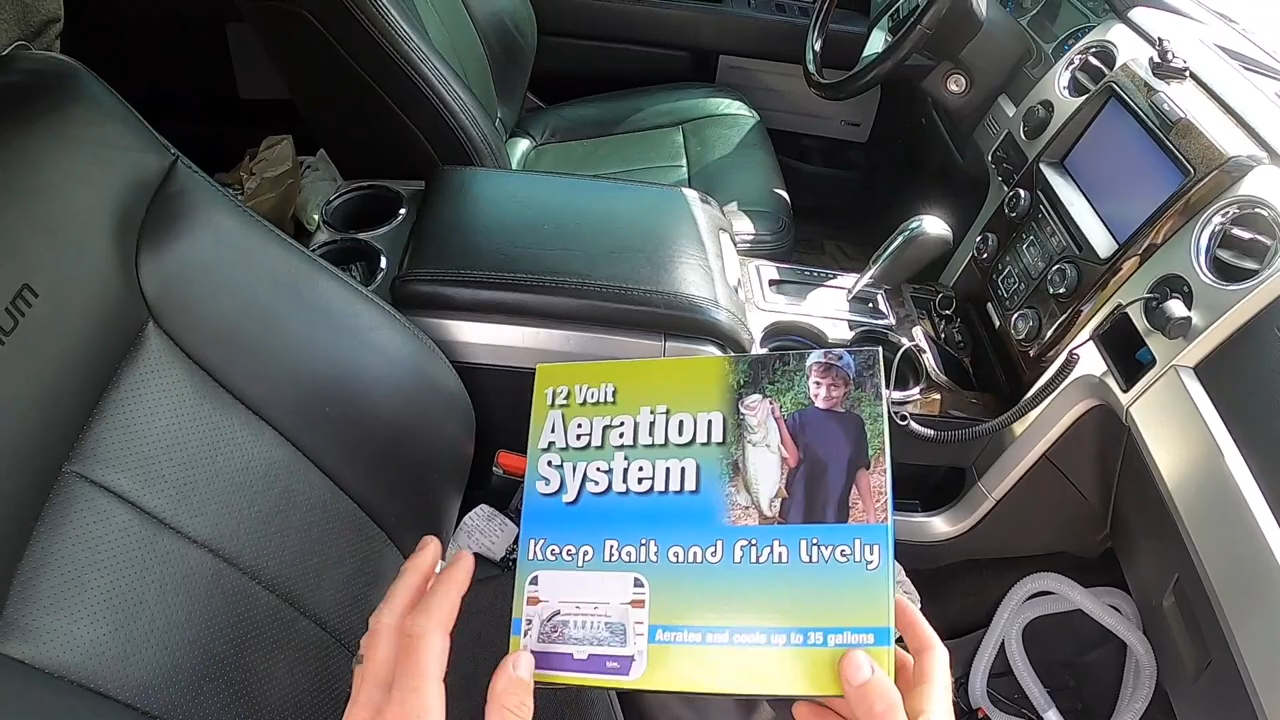 12 Volt
Aeration
System
Keep Bait and Fish Lively
Aerates and cools up to 35 gallons